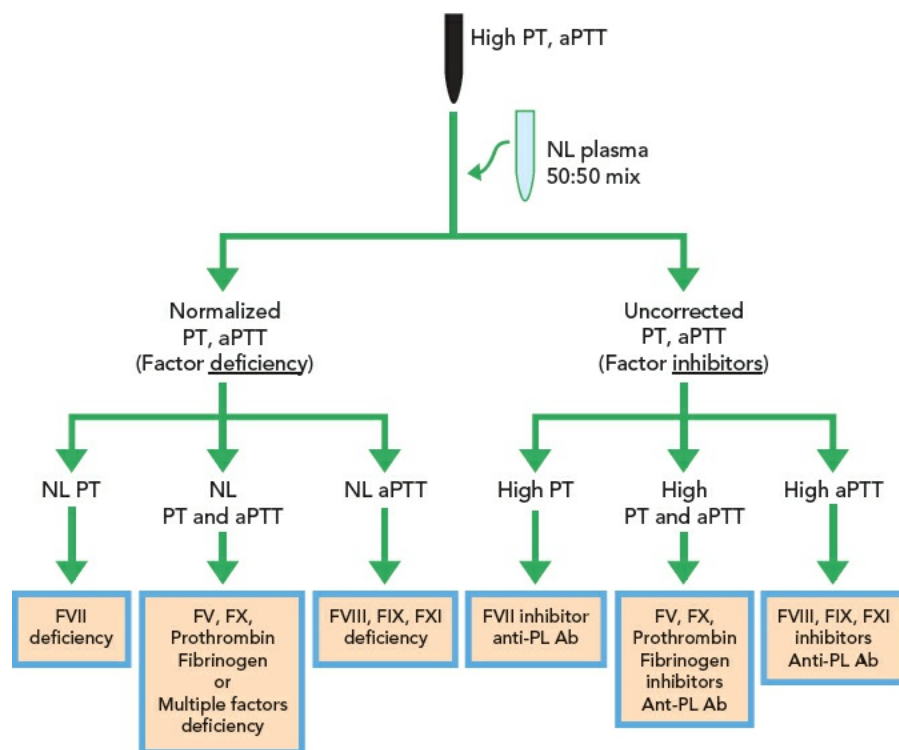 High PT, aPTT
NL plasma
50:50 mix
Normalized
PT, aPTT
(Factor deficiency)
Uncorrected
PT, aPTT
(Factor inhibitors)
NL PT
NL
PT and aPTT
NL aPTT
High PT
High
PT and aPTT
High aPTT
FVII
deficiency
FV, FX,
Prothrombin
Fibrinogen
or
Multiple factors
deficiency
FVIII, FIX, FXI
deficiency
FVII inhibitor
anti-PL Ab
FV, FX,
Prothrombin
Fibrinogen
inhibitors
Ant-PL Ab
FVIII, FIX, FXI
inhibitors
Anti-PL Ab